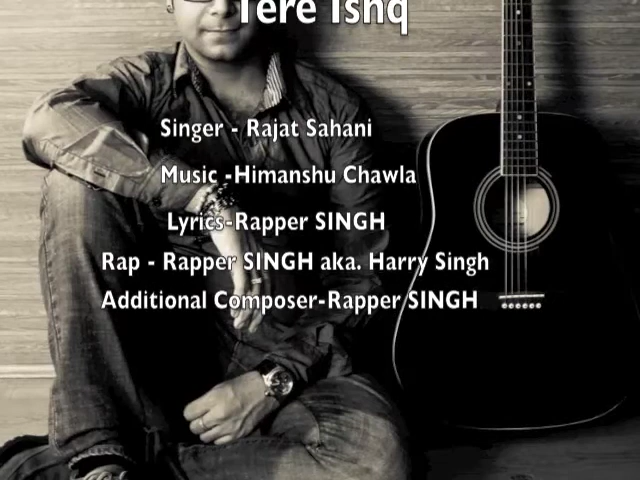 Tere Ishq
Singer - Rajat Sahani
Music -Himanshu Chawla
Lyrics-Rapper SINGH
Rap - Rapper SINGH aka. Harry Singh
Additional Composer-Rapper SINGH